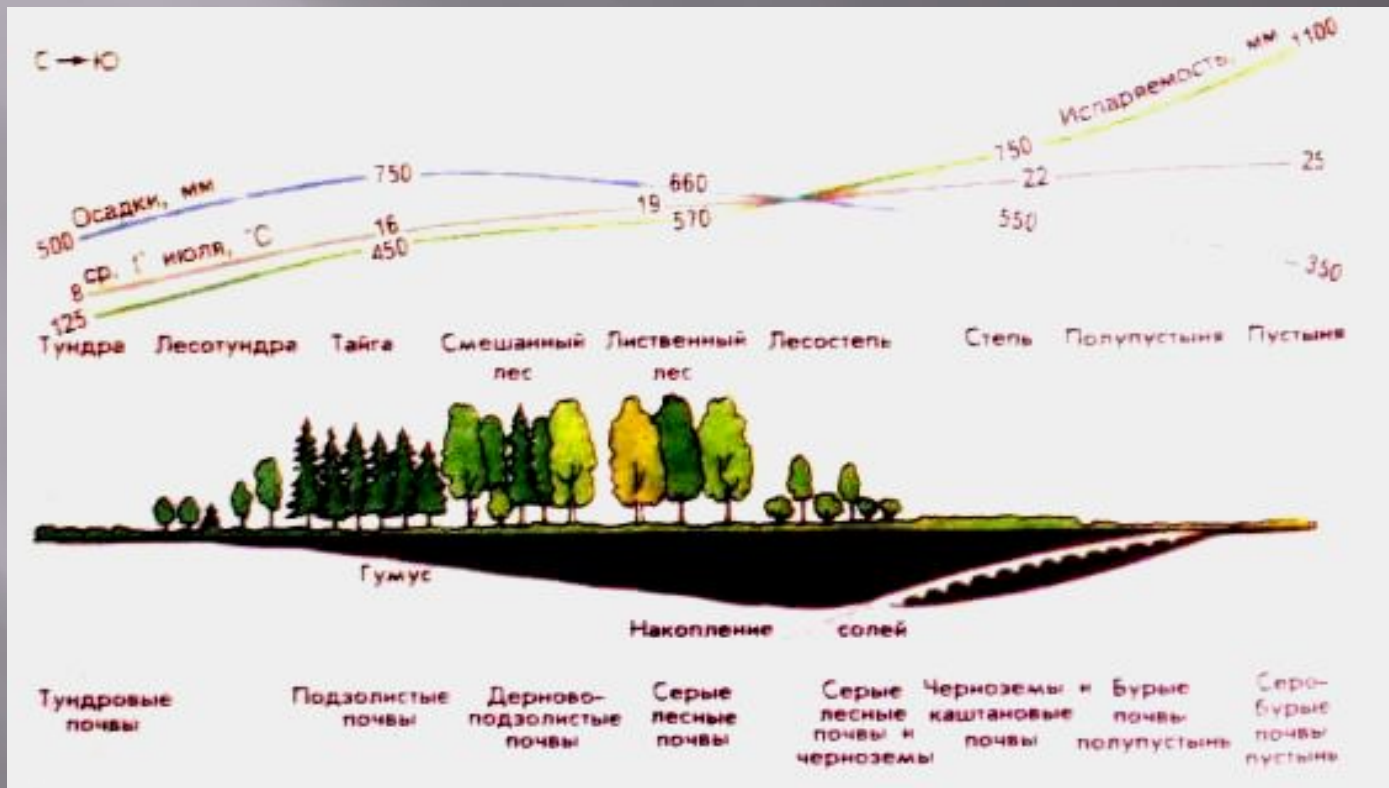 С → Ю
Испаряемость, мм 1100
Осадки, мм
500 750 660 750
ср. t° июля, °С
8 16 19 22 25
125 450 570 550
350
Тундра Лесотундра Тайга Смешанный лес Лиственный лес Лесостепь Степь Полупустыня Пустыня
Гумус
Накопление солей
Тундровые
почвы
Подзолистые
почвы
Дерново-
подзолистые
почвы
Серые
лесные
почвы
Серые
лесные
почвы и
черноземы
Черноземы и
каштановые
почвы
Бурые
почвы
полупустынь
Серо-
бурые
почвы
пустынь